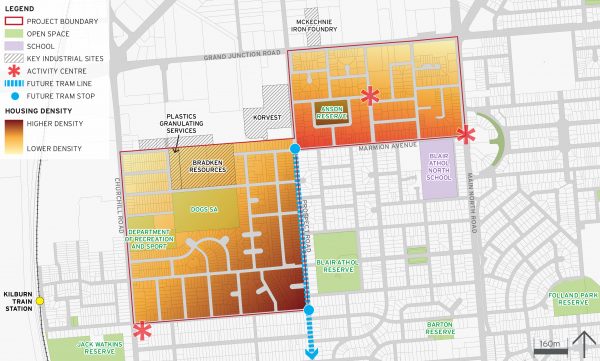 LEGEND
PROJECT BOUNDARY
OPEN SPACE
SCHOOL
KEY INDUSTRIAL SITES
ACTIVITY CENTRE
FUTURE TRAM LINE
FUTURE TRAM STOP
HOUSING DENSITY
HIGHER DENSITY
LOWER DENSITY
MCKECHNIE
IRON FOUNDRY
GRAND JUNCTION ROAD
ANSON
RESERVE
PLASTICS
GRANULATING
SERVICES
KORVEST
MARMION AVENUE
BRADKEN
RESOURCES
BLAIR
ATHOL
NORTH
SCHOOL
CHURCHILL ROAD
MAIN NORTH
ROAD
DOGS SA
PROSPECT ROAD
DEPARTMENT
OF RECREATION
AND SPORT
BLAIR ATHOL
RESERVE
KILBURN
TRAIN
STATION
FOLLAND PARK
RESERVE
BARTON
RESERVE
JACK WATKINS
RESERVE
160m